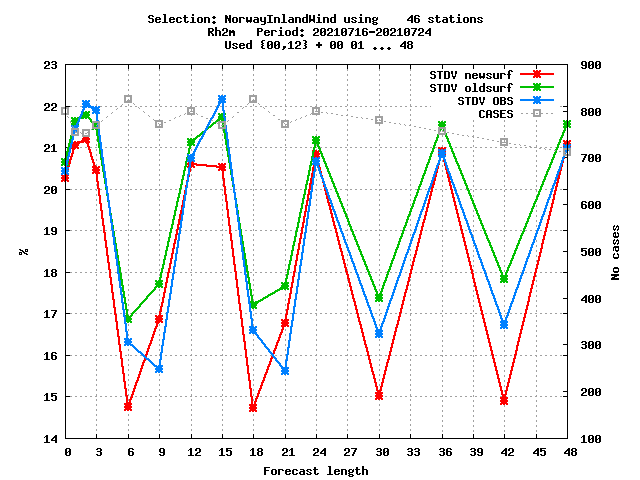 Selection: NorwayInlandWind using    46 stations
Rh2m   Period: 20210716-20210724
Used {00,12} + 00 01 ... 48
STDV newsurf
STDV oldsurf
STDV OBS
CASES
23
22
21
20
19
18
17
16
15
14
%
900
800
700
600
500
400
300
200
100
No cases
0 3 6 9 12 15 18 21 24 27 30 33 36 39 42 45 48
Forecast length